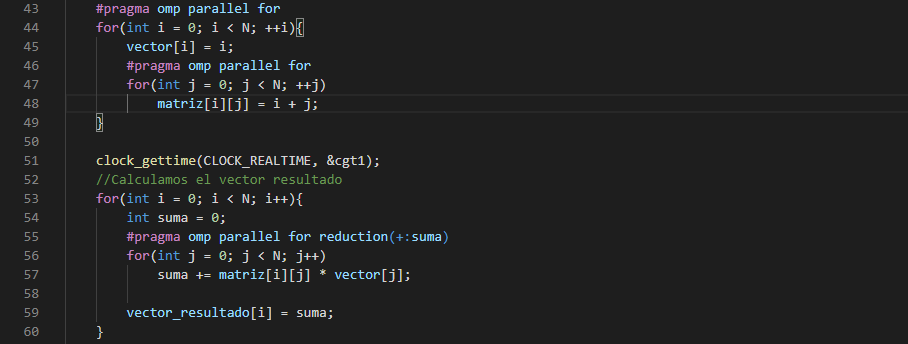 43 #pragma omp parallel for
44 for(int i = 0; i < N; ++i){
45 vector[i] = i;
46 #pragma omp parallel for
47 for(int j = 0; j < N; ++j)
48 matriz[i][j] = i + j;
49 }
50
51 clock_gettime(CLOCK_REALTIME, &cgt1);
52 //Calculamos el vector resultado
53 for(int i = 0; i < N; i++){
54 int suma = 0;
55 #pragma omp parallel for reduction(+:suma)
56 for(int j = 0; j < N; j++)
57 suma += matriz[i][j] * vector[j];
58
59 vector_resultado[i] = suma;
60 }